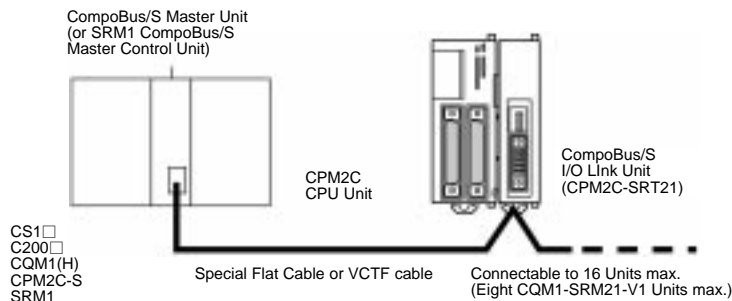 CompoBus/S Master Unit
(or SRM1 CompoBus/S
Master Control Unit)
CPM2C
CPU Unit
CompoBus/S
I/O LInk Unit
(CPM2C-SRT21)
CS1□
C200□
CQM1(H)
CPM2C-S
SRM1
Special Flat Cable or VCTF cable
Connectable to 16 Units max.
(Eight CQM1-SRM21-V1 Units max.)